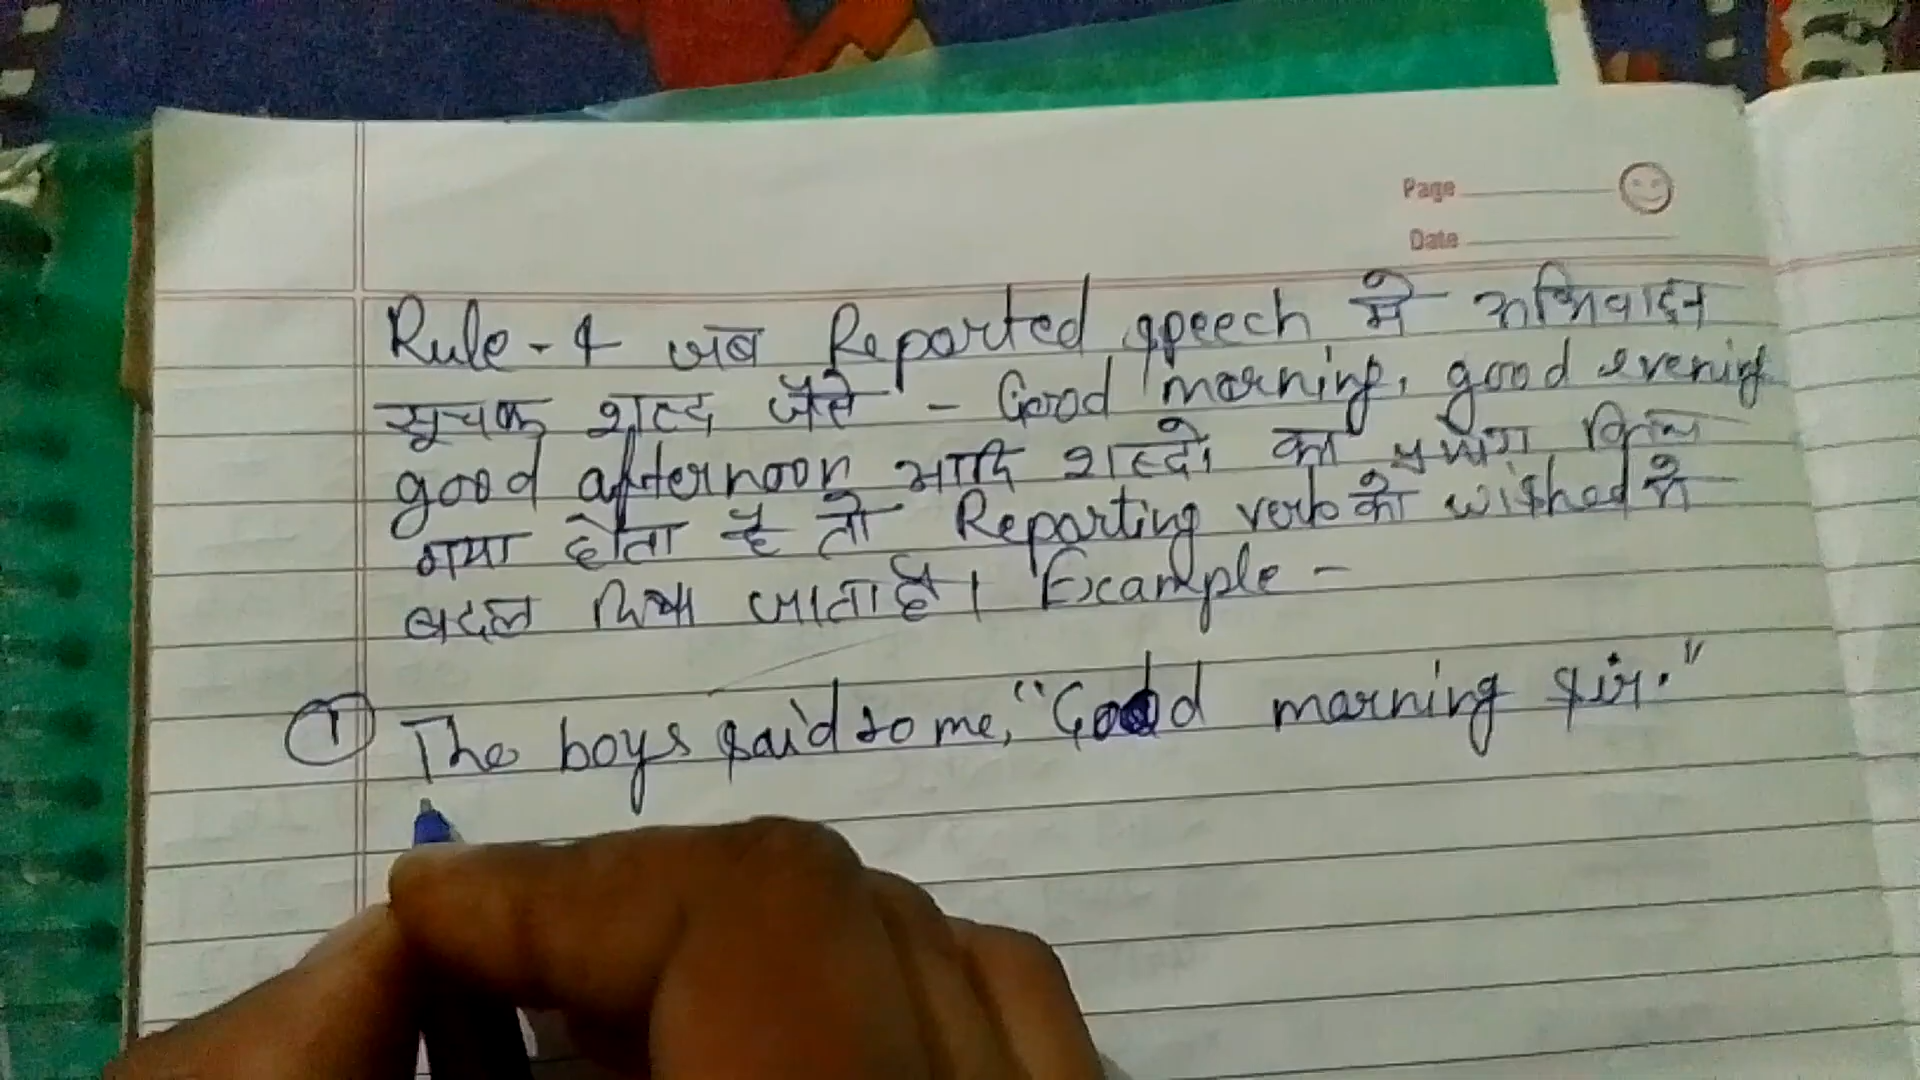 Page
Date
Rule-4 जब Reported speech मे अभिवादन
सूचक शब्द जैसे - Good morning, good evening
good afternoon आदि शब्दो का प्रयोग किया
गया होता है तो Reporting verb को wished मे
बदल दिया जाता है। Example -
① The boys said to me, "Good morning sir."